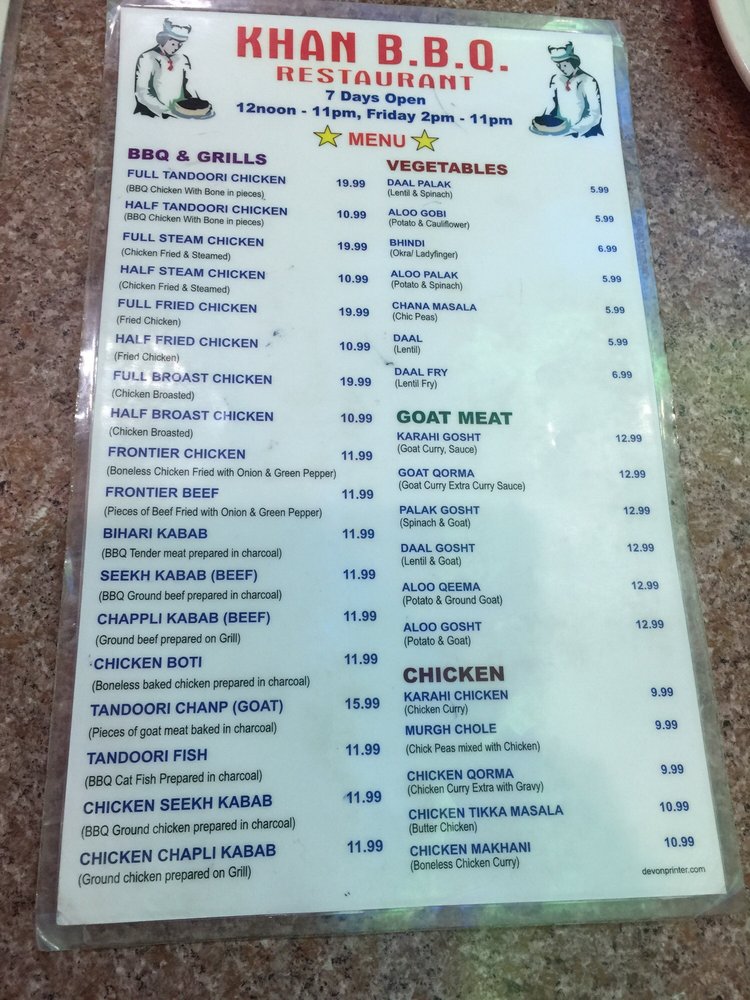 KHAN B.B.Q.
RESTAURANT
7 Days Open
12noon - 11pm, Friday 2pm - 11pm
MENU
BBQ & GRILLS
FULL TANDOORI CHICKEN 19.99
(BBQ Chicken With Bone in pieces)
HALF TANDOORI CHICKEN 10.99
(BBQ Chicken With Bone in pieces)
FULL STEAM CHICKEN 19.99
(Chicken Fried & Steamed)
HALF STEAM CHICKEN 10.99
(Chicken Fried & Steamed)
FULL FRIED CHICKEN 19.99
(Fried Chicken)
HALF FRIED CHICKEN 10.99
(Fried Chicken)
FULL BROAST CHICKEN 19.99
(Chicken Broasted)
HALF BROAST CHICKEN 10.99
(Chicken Broasted)
FRONTIER CHICKEN 11.99
(Boneless Chicken Fried with Onion & Green Pepper)
FRONTIER BEEF 11.99
(Pieces of Beef Fried with Onion & Green Pepper)
BIHARI KABAB 11.99
(BBQ Tender meat prepared in charcoal)
SEEKH KABAB (BEEF) 11.99
(BBQ Ground beef prepared in charcoal)
CHAPPLI KABAB (BEEF) 11.99
(Ground beef prepared on Grill)
CHICKEN BOTI 11.99
(Boneless baked chicken prepared in charcoal)
TANDOORI CHANP (GOAT) 15.99
(Pieces of goat meat baked in charcoal)
TANDOORI FISH 11.99
(BBQ Cat Fish Prepared in charcoal)
CHICKEN SEEKH KABAB 11.99
(BBQ Ground chicken prepared in charcoal)
CHICKEN CHAPLI KABAB 11.99
(Ground chicken prepared on Grill)
VEGETABLES
DAAL PALAK 5.99
(Lentil & Spinach)
ALOO GOBI 5.99
(Potato & Cauliflower)
BHINDI 6.99
(Okra/ Ladyfinger)
ALOO PALAK 5.99
(Potato & Spinach)
CHANA MASALA 5.99
(Chic Peas)
DAAL 5.99
(Lentil)
DAAL FRY 6.99
(Lentil Fry)
GOAT MEAT
KARAHI GOSHT 12.99
(Goat Curry, Sauce)
GOAT QORMA 12.99
(Goat Curry Extra Curry Sauce)
PALAK GOSHT 12.99
(Spinach & Goat)
DAAL GOSHT 12.99
(Lentil & Goat)
ALOO QEEMA 12.99
(Potato & Ground Goat)
ALOO GOSHT 12.99
(Potato & Goat)
CHICKEN
KARAHI CHICKEN 9.99
(Chicken Curry)
MURGH CHOLE 9.99
(Chick Peas mixed with Chicken)
CHICKEN QORMA 9.99
(Chicken Curry Extra with Gravy)
CHICKEN TIKKA MASALA 10.99
(Butter Chicken)
CHICKEN MAKHANI 10.99
(Boneless Chicken Curry)
devonprinter.com